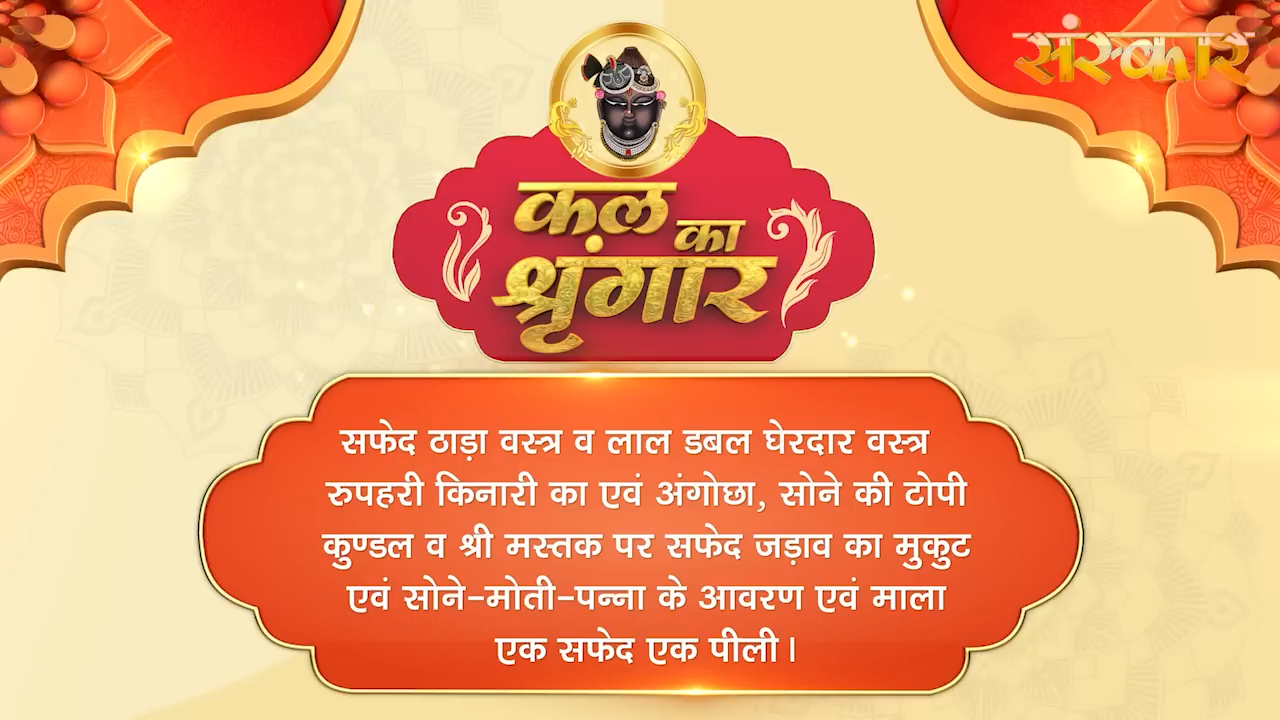 संस्कार
कल का
श्रृंगार
सफेद ठाड़ा वस्त्र व लाल डबल घेरदार वस्त्र
रुपहरी किनारी का एवं अंगोछा, सोने की टोपी
कुण्डल व श्री मस्तक पर सफेद जड़ाव का मुकुट
एवं सोने-मोती-पन्ना के आवरण एवं माला
एक सफेद एक पीली।